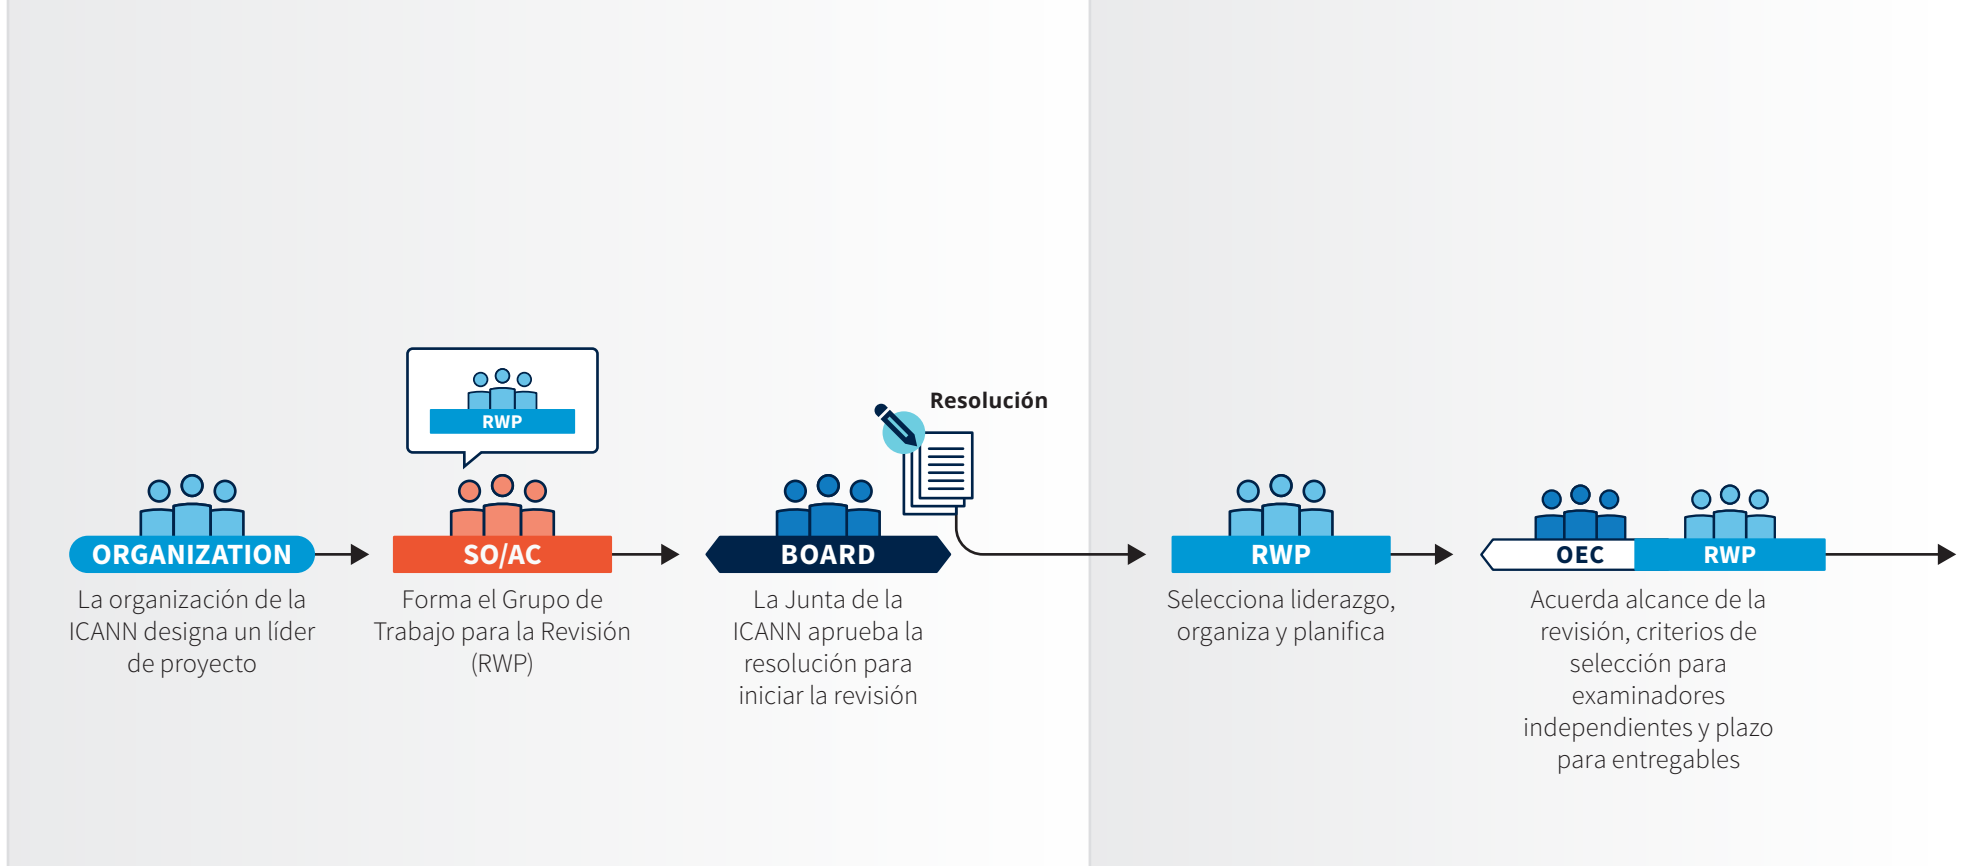 RWP
Resolución
ORGANIZATION
La organización de la
ICANN designa un líder
de proyecto
SO/AC
Forma el Grupo de
Trabajo para la Revisión
(RWP)
BOARD
La Junta de la
ICANN aprueba la
resolución para
iniciar la revisión
RWP
Selecciona liderazgo,
organiza y planifica
OEC RWP
Acuerda alcance de la
revisión, criterios de
selección para
examinadores
independientes y plazo
para entregables